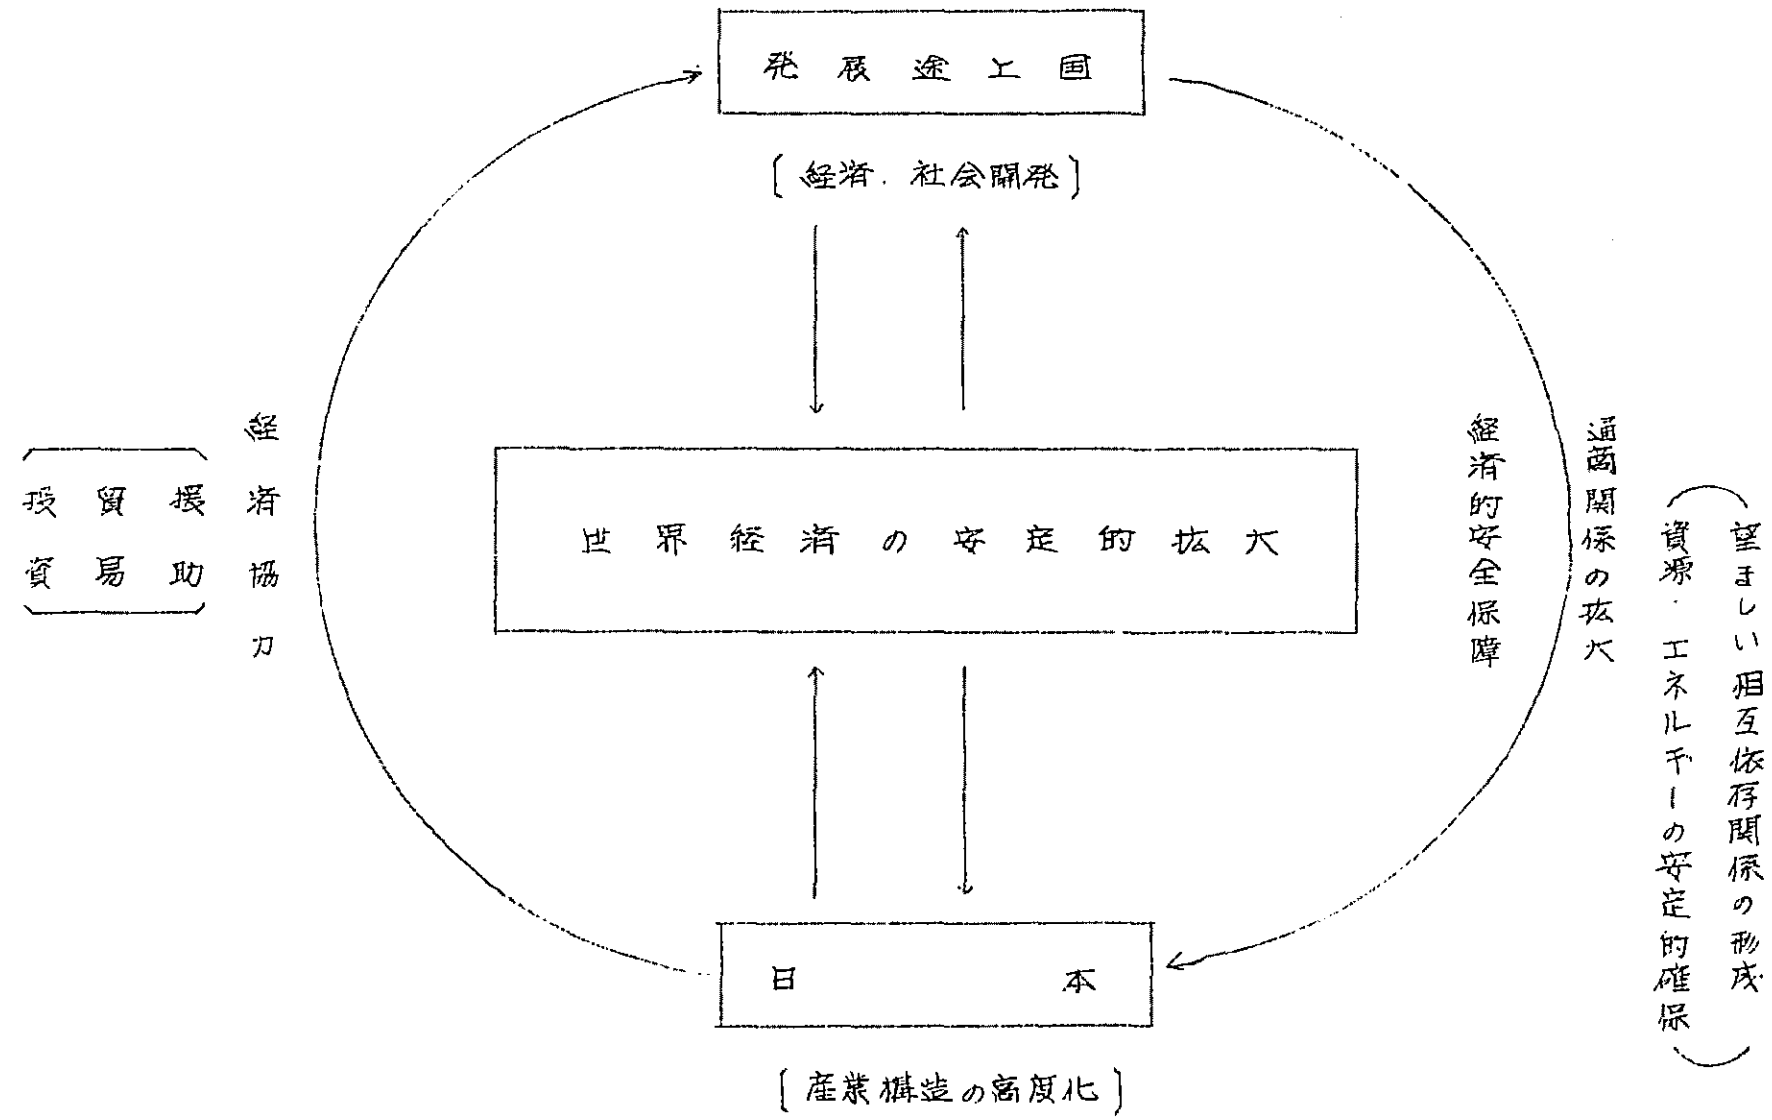 発展途上国
〔経済・社会開発〕
経済協力
援助
貿易
投資
世界経済の安定的拡大
通商関係の拡大
経済的安全保障
望ましい相互依存関係の形成
資源・エネルギーの安定的確保
日本
〔産業構造の高度化〕